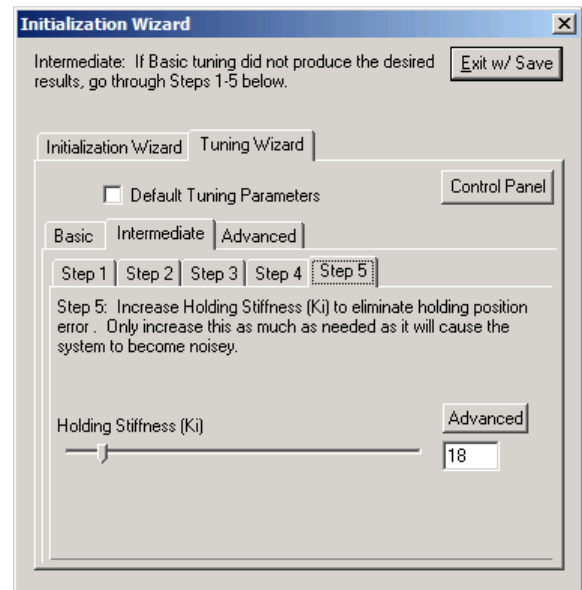 Initialization Wizard
Intermediate: If Basic tuning did not produce the desired
results, go through Steps 1-5 below.
Exit w/ Save
Initialization Wizard Tuning Wizard
Default Tuning Parameters
Control Panel
Basic Intermediate Advanced
Step 1 Step 2 Step 3 Step 4 Step 5
Step 5: Increase Holding Stiffness (Ki) to eliminate holding position
error . Only increase this as much as needed as it will cause the
system to become noisey.
Advanced
Holding Stiffness (Ki)
18